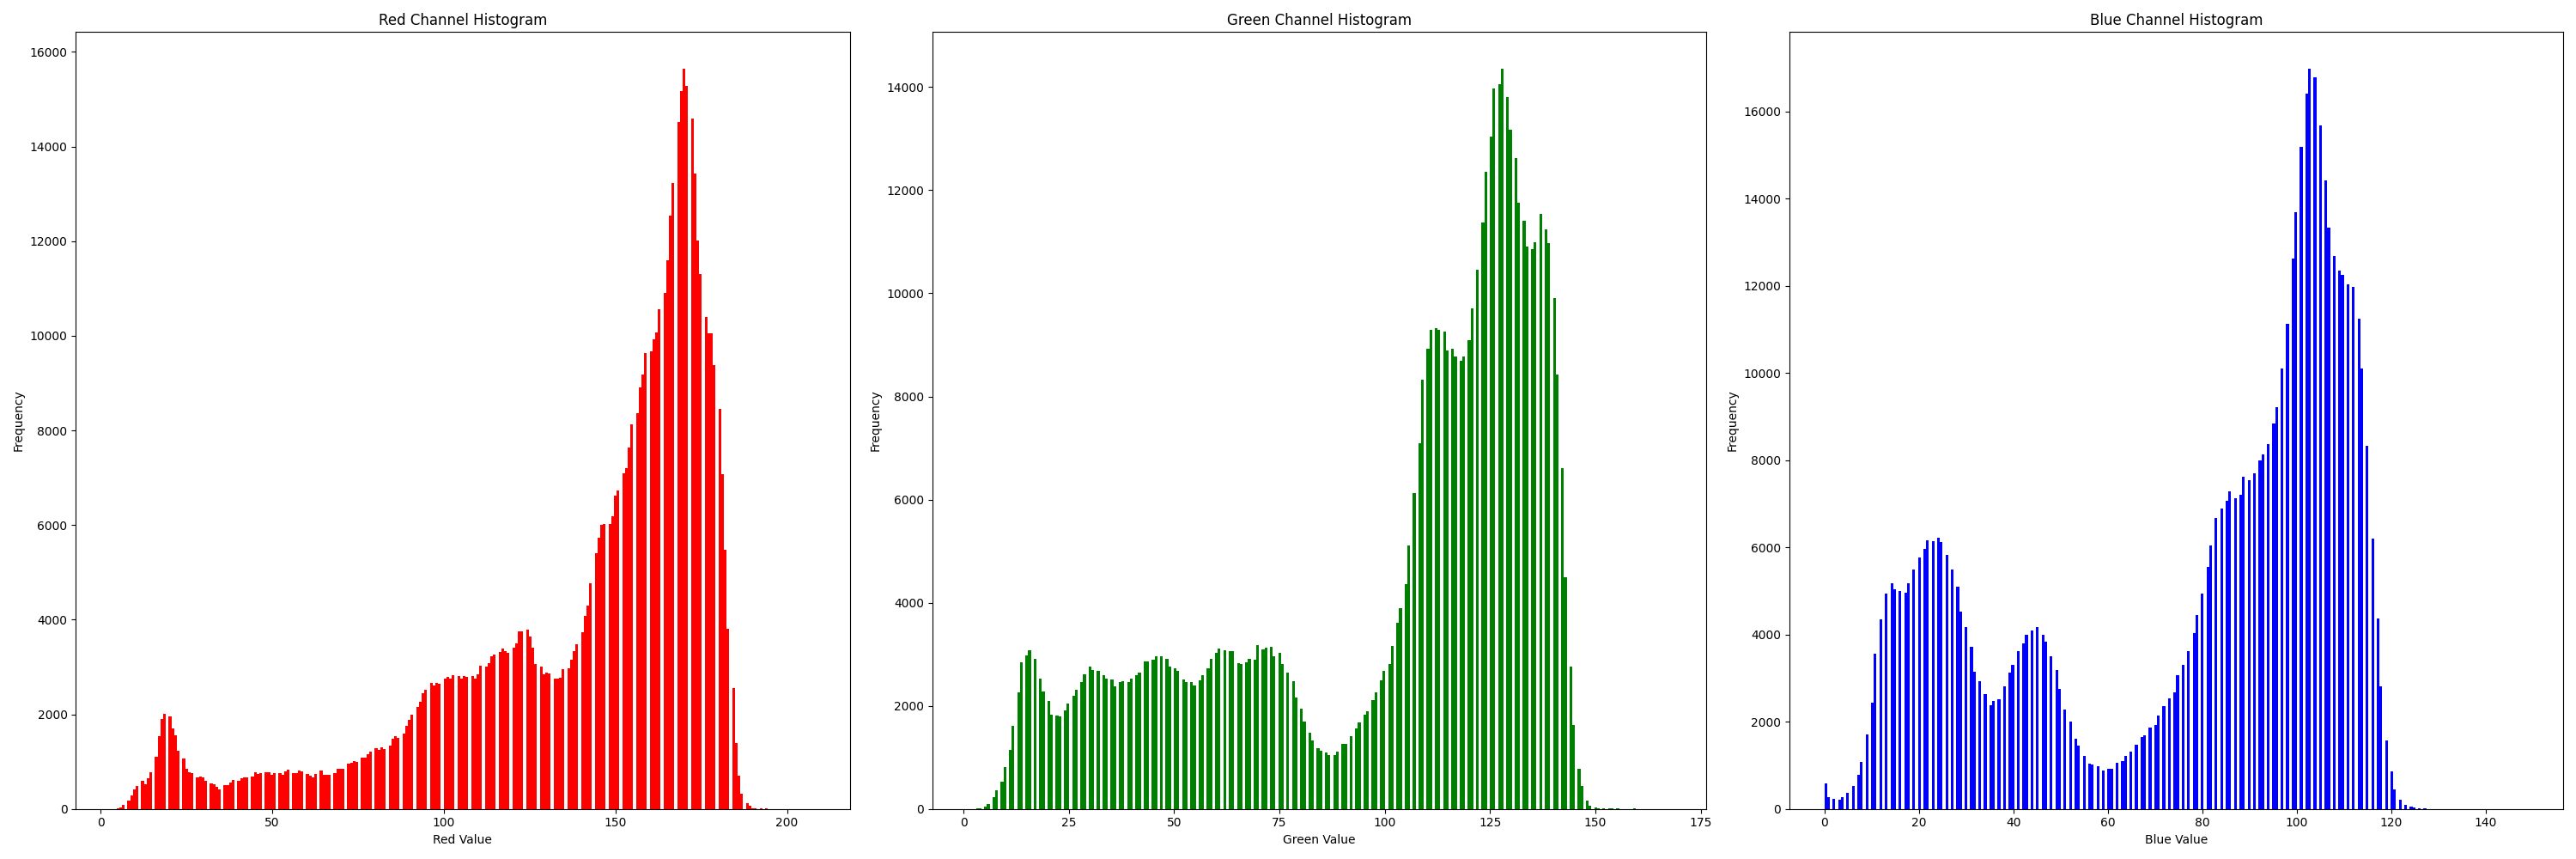 Red Channel Histogram
Frequency
16000
14000
12000
10000
8000
6000
4000
2000
0
0 50 100 150 200
Red Value
Green Channel Histogram
Frequency
14000
12000
10000
8000
6000
4000
2000
0
0 25 50 75 100 125 150 175
Green Value
Blue Channel Histogram
Frequency
16000
14000
12000
10000
8000
6000
4000
2000
0
0 20 40 60 80 100 120 140
Blue Value